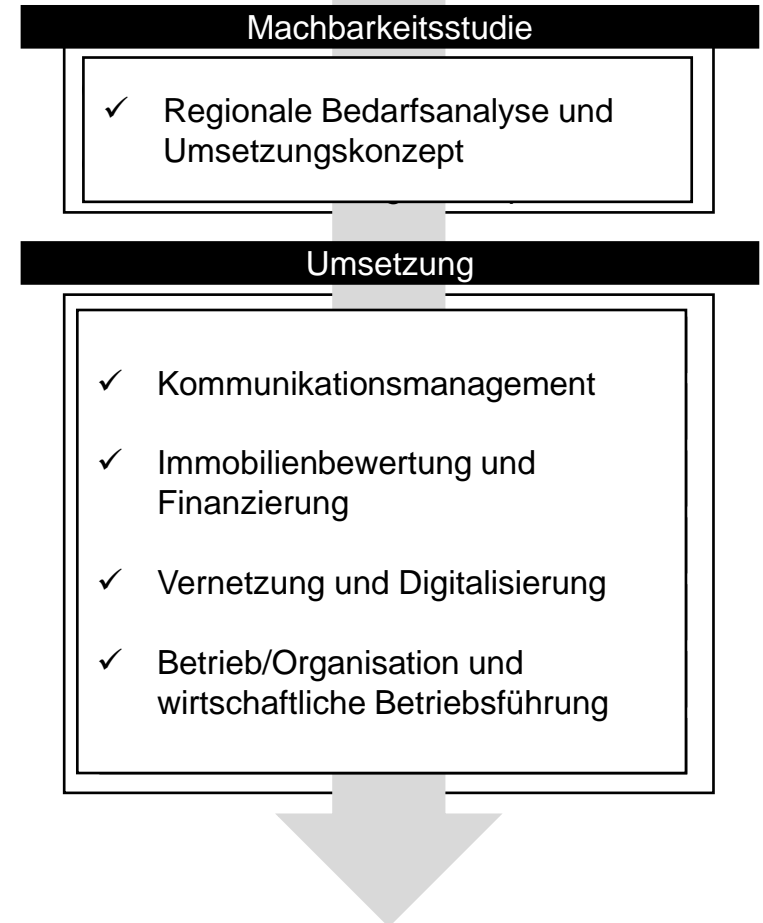 Machbarkeitsstudie
✓ Regionale Bedarfsanalyse und
Umsetzungskonzept
Umsetzung
✓ Kommunikationsmanagement
✓ Immobilienbewertung und
Finanzierung
✓ Vernetzung und Digitalisierung
✓ Betrieb/Organisation und
wirtschaftliche Betriebsführung